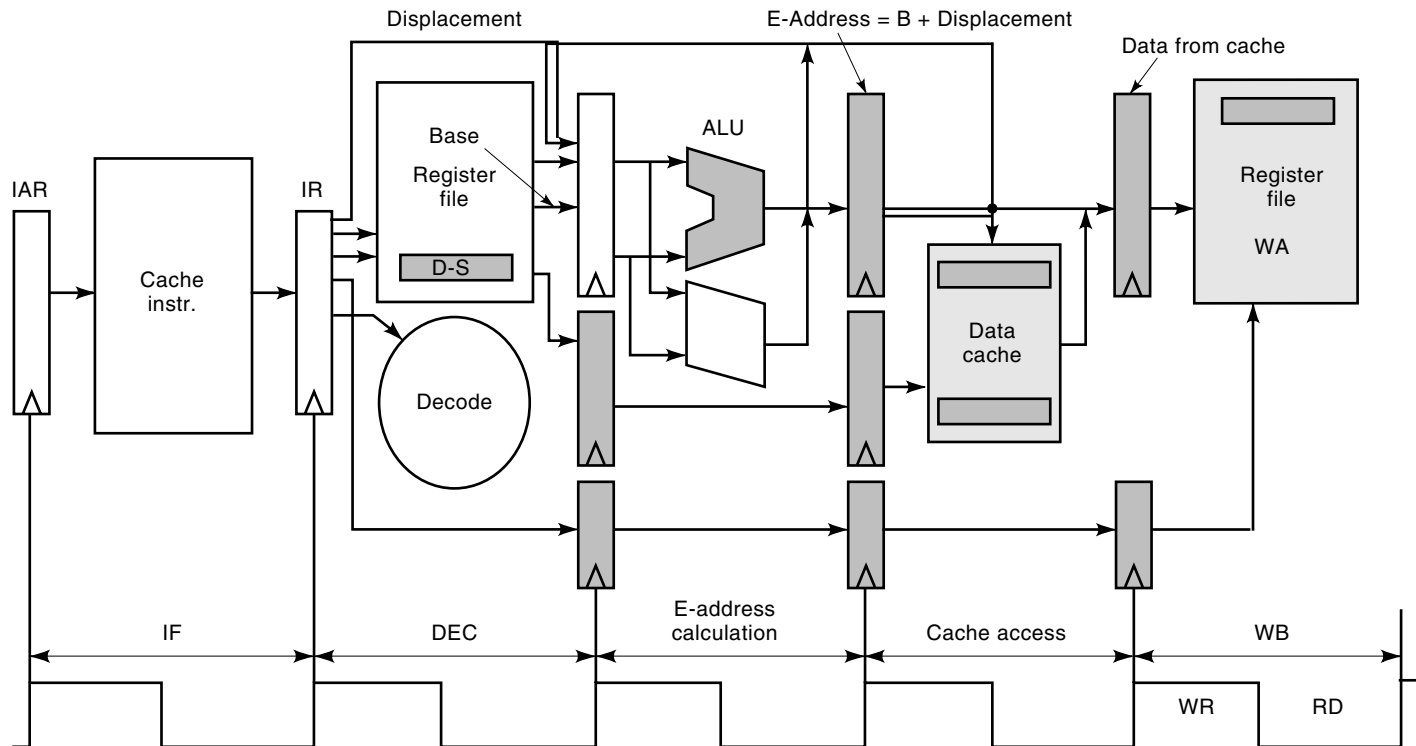 Displacement
E-Address = B + Displacement
Data from cache
IAR
IR
Base
ALU
Register
file
Register
file
WA
D-S
Cache
instr.
Data
cache
Decode
IF
DEC
E-address
calculation
Cache access
WB
WR
RD